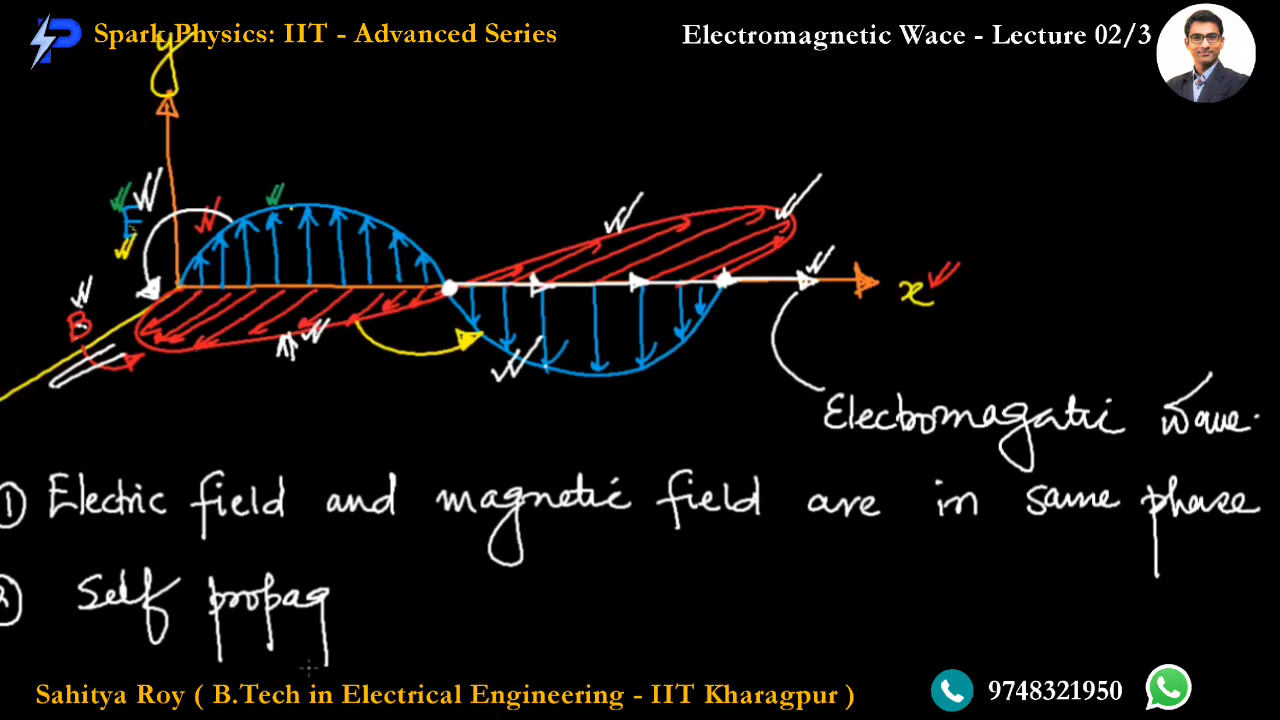 Spark Physics: IIT - Advanced Series
Electromagnetic Wace - Lecture 02/3
y
E
B
x
Electromagatic wave.
① Electric field and magnetic field are in same phase
② Self propag
Sahitya Roy ( B.Tech in Electrical Engineering - IIT Kharagpur )
9748321950